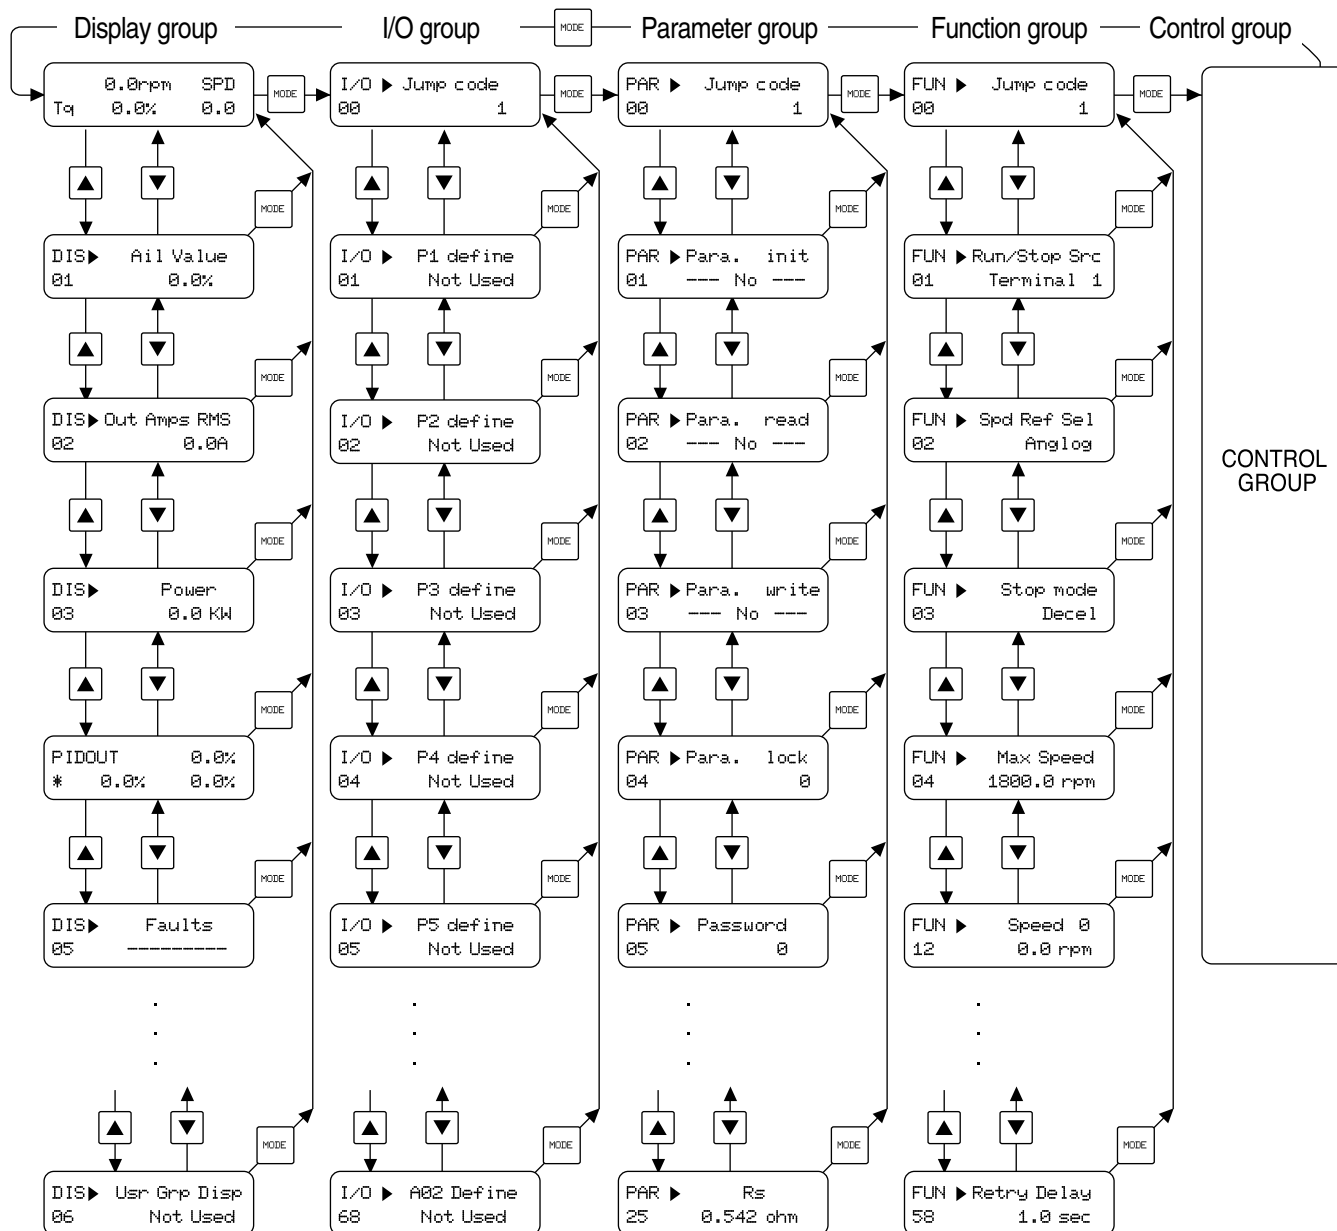 Display group I/O group MODE Parameter group Function group Control group
0.0rpm SPD
Tq 0.0% 0.0
MODE
I/O ▶ Jump code
00 1
MODE
PAR ▶ Jump code
00 1
MODE
FUN ▶ Jump code
00 1
MODE
MODE MODE MODE MODE
DIS▶ Ail Value
01 0.0%
I/O ▶ P1 define
01 Not Used
PAR ▶ Para. init
01 --- No ---
FUN ▶ Run/Stop Src
01 Terminal 1
MODE MODE MODE MODE
DIS▶ Out Amps RMS
02 0.0A
I/O ▶ P2 define
02 Not Used
PAR ▶ Para. read
02 --- No ---
FUN ▶ Spd Ref Sel
02 Anglog
CONTROL
GROUP
MODE MODE MODE MODE
DIS▶ Power
03 0.0 KW
I/O ▶ P3 define
03 Not Used
PAR ▶ Para. write
03 --- No ---
FUN ▶ Stop mode
03 Decel
MODE MODE MODE MODE
PIDOUT 0.0%
* 0.0% 0.0%
I/O ▶ P4 define
04 Not Used
PAR ▶ Para. lock
04 0
FUN ▶ Max Speed
04 1800.0 rpm
MODE MODE MODE MODE
DIS▶ Faults
05 ---------
I/O ▶ P5 define
05 Not Used
PAR ▶ Password
05 0
FUN ▶ Speed 0
12 0.0 rpm
MODE MODE MODE MODE
DIS▶ Usr Grp Disp
06 Not Used
I/O ▶ A02 Define
68 Not Used
PAR ▶ Rs
25 0.542 ohm
FUN ▶ Retry Delay
58 1.0 sec